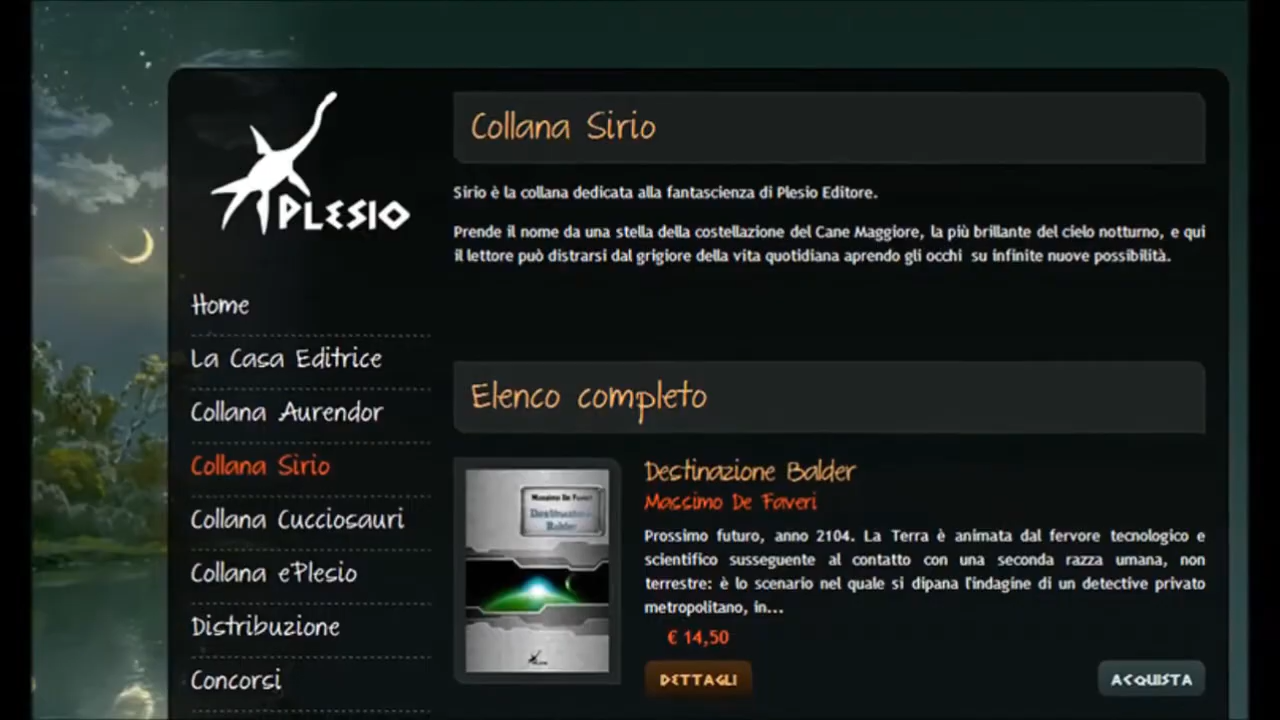 PLESIO
Home
La Casa Editrice
Collana Aurendor
Collana Sirio
Collana Cucciosauri
Collana ePlesio
Distribuzione
Concorsi
Collana Sirio
Sirio è la collana dedicata alla fantascienza di Plesio Editore.
Prende il nome da una stella della costellazione del Cane Maggiore, la più brillante del cielo notturno, e qui
il lettore può distrarsi dal grigiore della vita quotidiana aprendo gli occhi su infinite nuove possibilità.
Elenco completo
Massimo De Faveri
Destinazione
Balder
Destinazione Balder
Massimo De Faveri
Prossimo futuro, anno 2104. La Terra è animata dal fervore tecnologico e
scientifico susseguente al contatto con una seconda razza umana, non
terrestre: è lo scenario nel quale si dipana l'indagine di un detective privato
metropolitano, in...
€ 14,50
DETTAGLI
ACQUISTA